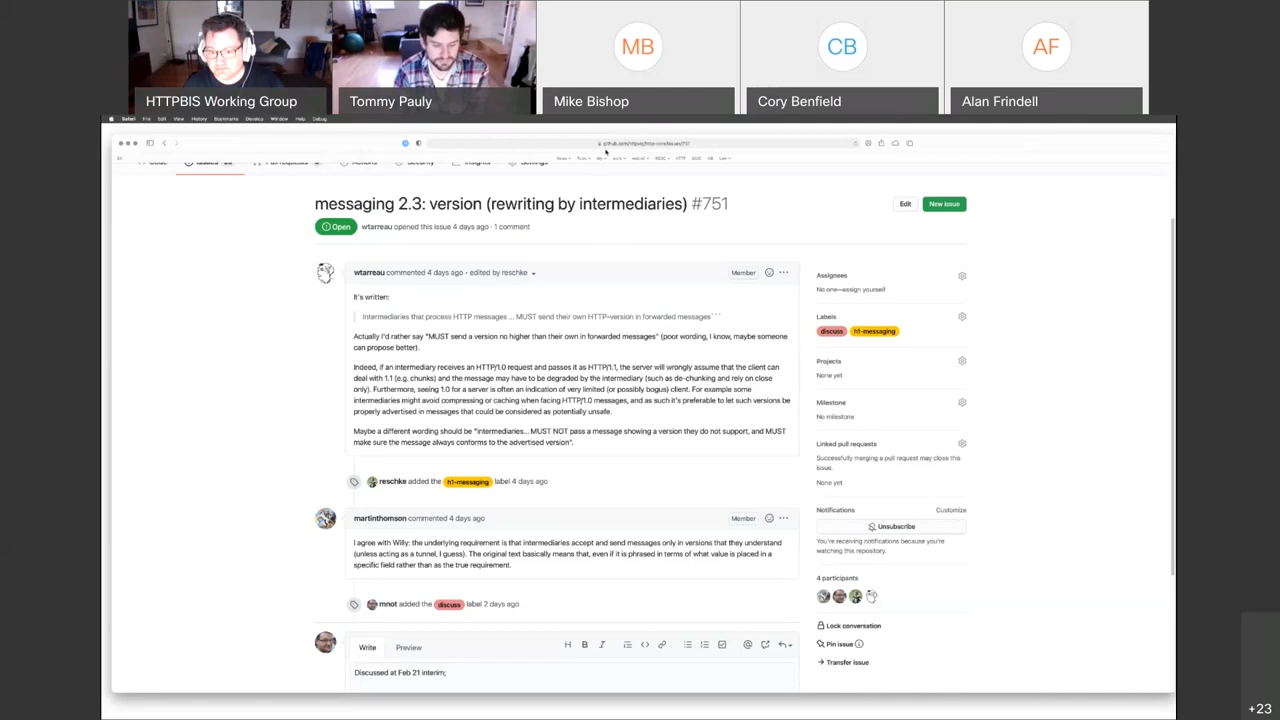 HTTPBIS Working Group
Tommy Pauly
MB
Mike Bishop
CB
Cory Benfield
AF
Alan Frindell
Safari File Edit View History Bookmarks Develop Window Help Debug
messaging 2.3: version (rewriting by intermediaries) #751
Edit
New issue
Open
wtarreau opened this issue 4 days ago · 1 comment
wtarreau commented 4 days ago · edited by reschke
Member
It's written:
Intermediaries that process HTTP messages ... MUST send their own HTTP-version in forwarded messages```
Actually I'd rather say "MUST send a version no higher than their own in forwarded messages" (poor wording, I know, maybe someone
can propose better).
Indeed, if an intermediary receives an HTTP/1.0 request and passes it as HTTP/1.1, the server will wrongly assume that the client can
deal with 1.1 (e.g. chunks) and the message may have to be degraded by the intermediary (such as de-chunking and rely on close
only). Furthermore, seeing 1.0 for a server is often an indication of very limited (or possibly bogus) client. For example some
intermediaries might avoid compressing or caching when facing HTTP/1.0 messages, and as such it's preferable to let such versions be
properly advertised in messages that could be considered as potentially unsafe.
Maybe a different wording should be "intermediaries... MUST NOT pass a message showing a version they do not support, and MUST
make sure the message always conforms to the advertised version".
reschke added the h1-messaging label 4 days ago
martinthomson commented 4 days ago
Member
I agree with Willy: the underlying requirement is that intermediaries accept and send messages only in versions that they understand
(unless acting as a tunnel, I guess). The original text basically means that, even if it is phrased in terms of what value is placed in a
specific field rather than as the true requirement.
mnot added the discuss label 2 days ago
Write
Preview
Discussed at Feb 21 interim;
Assignees
No one—assign yourself
Labels
discuss h1-messaging
Projects
None yet
Milestone
No milestone
Linked pull requests
Successfully merging a pull request may close this
issue.
None yet
Notifications
Customize
Unsubscribe
You're receiving notifications because you're
watching this repository.
4 participants
Lock conversation
Pin issue
Transfer issue
+23